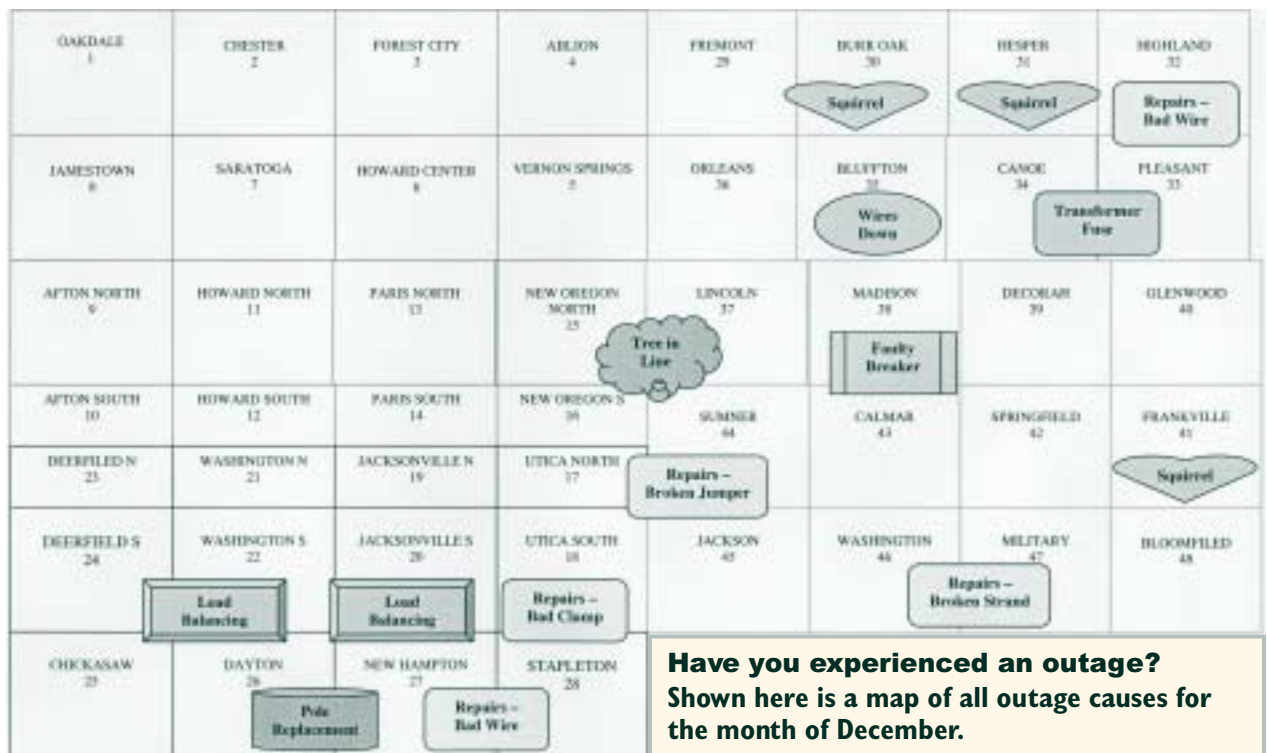 OAKDALE
1
CHESTER
2
FOREST CITY
3
ABLION
4
FREMONT
29
BURR OAK
30
HESPER
31
HIGHLAND
32
Squirrel
Squirrel
Repairs –
Bad Wire
JAMESTOWN
SARATOGA
7
HOWARD CENTER
VERNON SPRINGS
5
ORLEANS
36
BLUFFTON
35
CANOE
34
PLEASANT
33
Wires
Down
Transformer
Fuse
AFTON NORTH
9
HOWARD NORTH
11
PARIS NORTH
13
NEW OREGON
NORTH
15
LINCOLN
37
MADISON
38
DECORAH
39
GLENWOOD
40
Tree in
Line
Faulty
Breaker
AFTON SOUTH
10
HOWARD SOUTH
12
PARIS SOUTH
14
NEW OREGON S
16
SUMNER
44
CALMAR
43
SPRINGFIELD
42
FRANKVILLE
41
DEERFILED N
23
WASHINGTON N
21
JACKSONVILLE N
19
UTICA NORTH
17
Repairs –
Broken Jumper
Squirrel
DEERFIELD S
24
WASHINGTON S
22
JACKSONVILLE S
20
UTICA SOUTH
18
JACKSON
45
WASHINGTON
46
MILITARY
47
BLOOMFILED
48
Load
Balancing
Load
Balancing
Repairs –
Bad Clamp
Repairs –
Broken Strand
CHICKASAW
25
DAYTON
26
NEW HAMPTON
27
STAPLETON
28
Pole
Replacement
Repairs –
Bad Wire
Have you experienced an outage?
Shown here is a map of all outage causes for
the month of December.